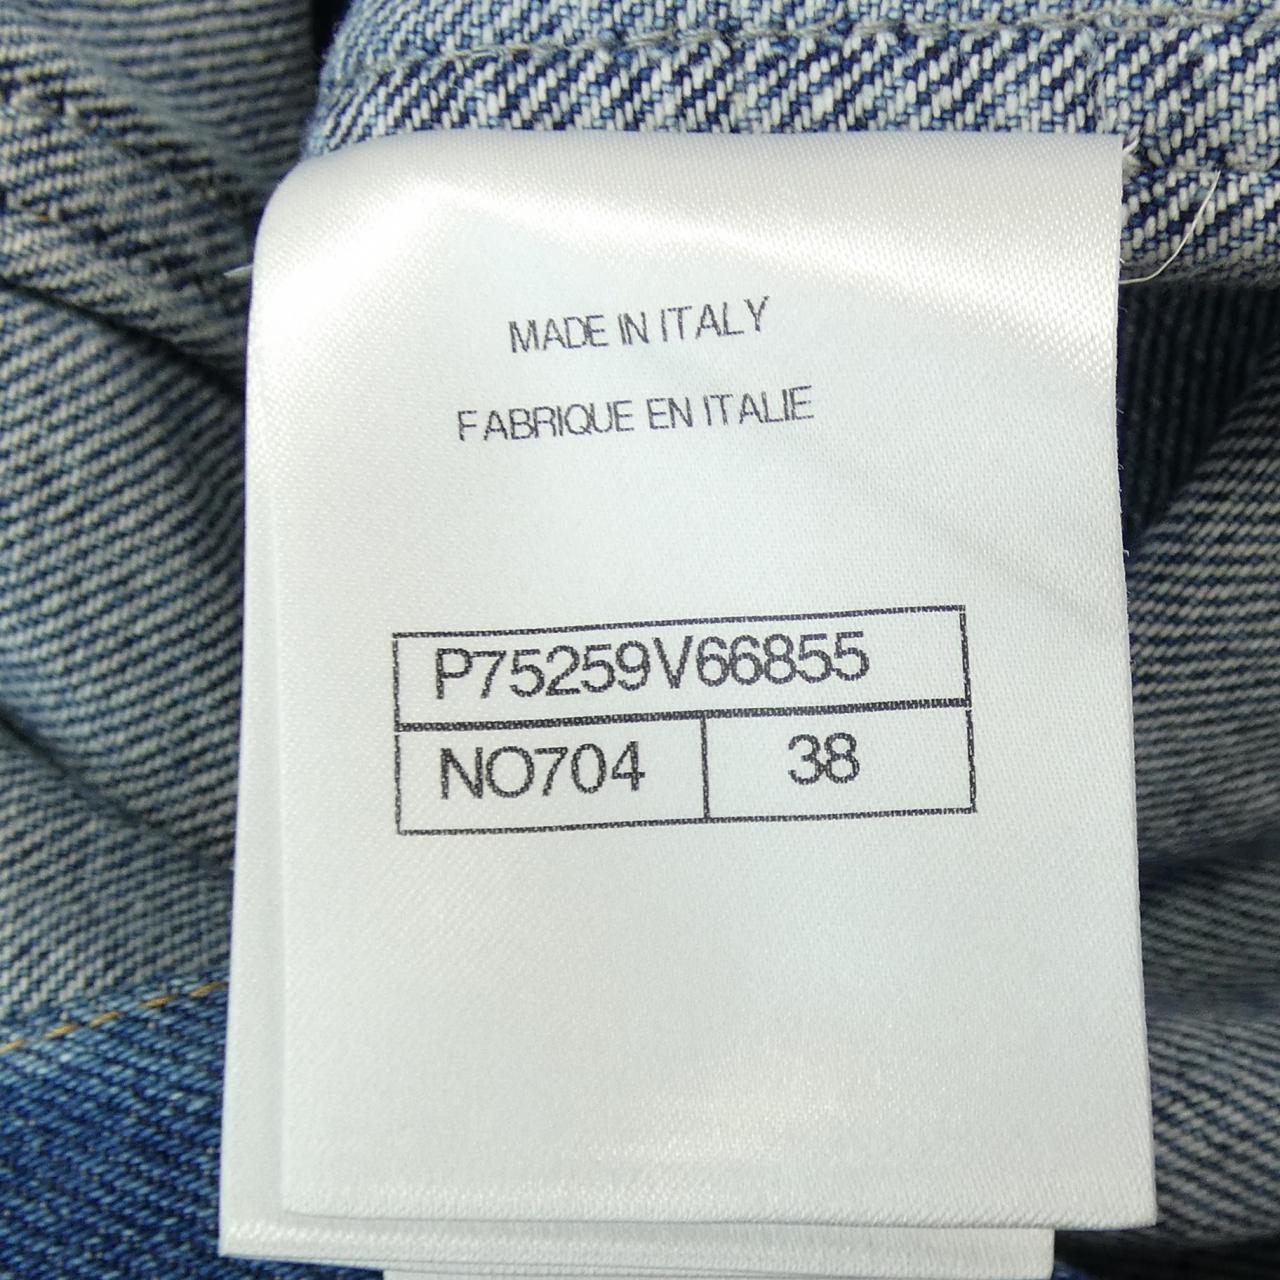 MADE IN ITALY
FABRIQUE EN ITALIE
P75259V66855
NO704 38